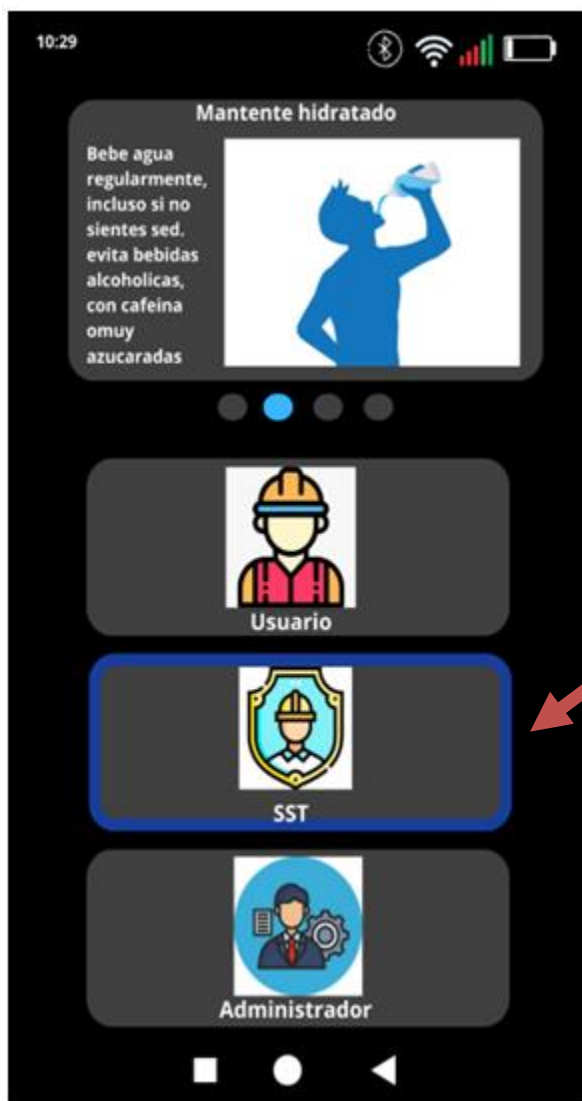 10:29
Mantente hidratado
Bebe agua
regularmente,
incluso si no
sientes sed.
evita bebidas
alcoholicas,
con cafeina
omuy
azucaradas
Usuario
SST
Administrador